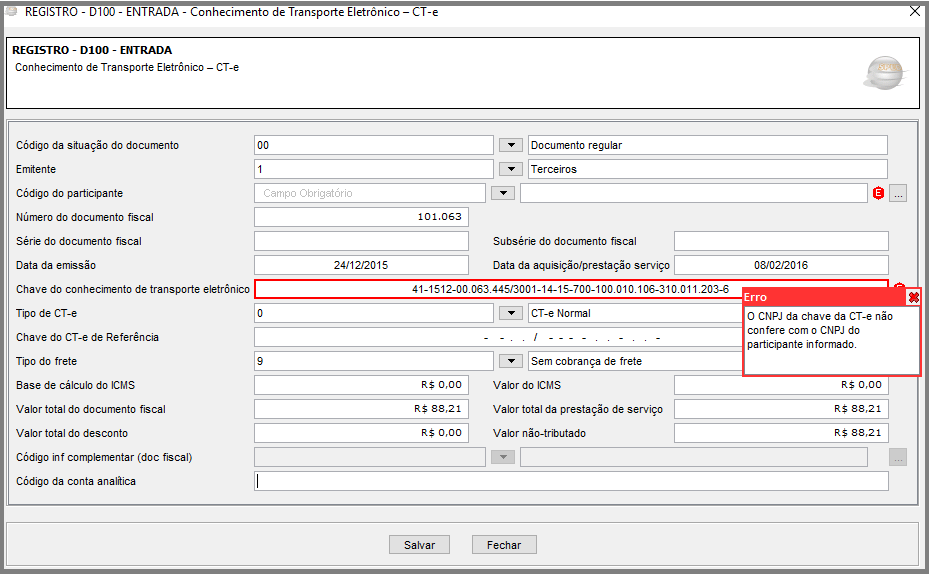 REGISTRO - D100 - ENTRADA - Conhecimento de Transporte Eletrônico – CT-e
REGISTRO - D100 - ENTRADA
Conhecimento de Transporte Eletrônico – CT-e
Código da situação do documento 00 Documento regular
Emitente 1 Terceiros
Código do participante Campo Obrigatório E ...
Número do documento fiscal 101.063
Série do documento fiscal Subsérie do documento fiscal
Data da emissão 24/12/2015 Data da aquisição/prestação serviço 08/02/2016
Chave do conhecimento de transporte eletrônico 41-1512-00.063.445/3001-14-15-700-100.010.106-310.011.203-6
Erro
O CNPJ da chave da CT-e não
confere com o CNPJ do
participante informado.
Tipo de CT-e 0 CT-e Normal
Chave do CT-e de Referência - - . . / - - - - . . - . . -
Tipo do frete 9 Sem cobrança de frete
Base de cálculo do ICMS R$ 0,00 Valor do ICMS R$ 0,00
Valor total do documento fiscal R$ 88,21 Valor total da prestação de serviço R$ 88,21
Valor total do desconto R$ 0,00 Valor não-tributado R$ 88,21
Código inf complementar (doc fiscal) ...
Código da conta analítica
Salvar Fechar